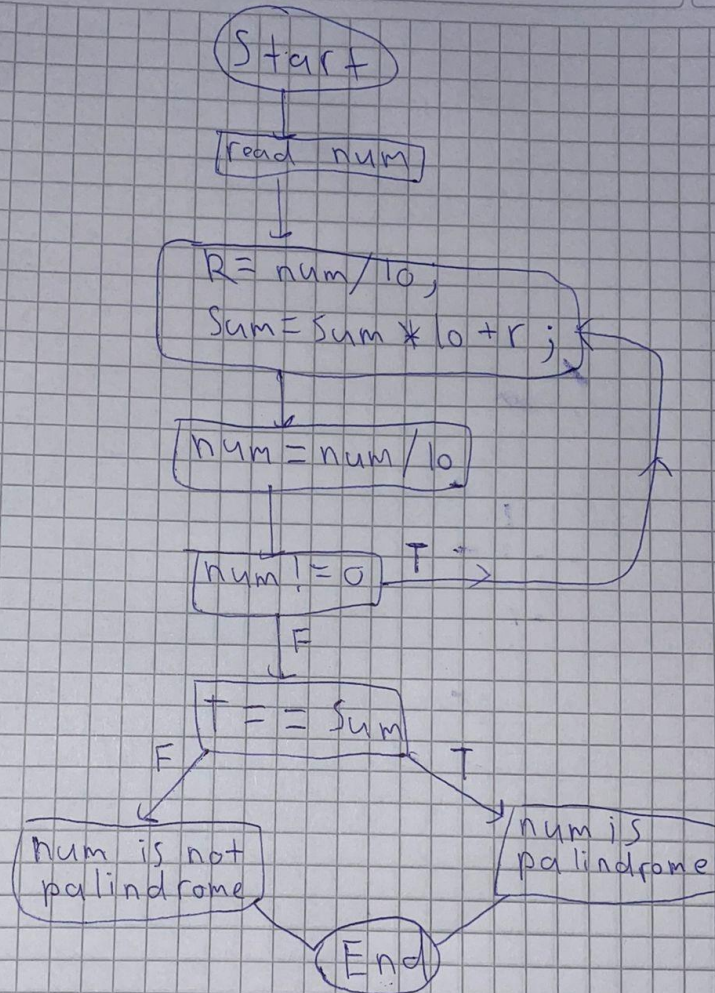 Start
read num
R= num/10;
Sum=Sum * 10 +r ;
num=num/10
num!=0
T
F
t == Sum
F
T
num is not
palindrome
num is
palindrome
End